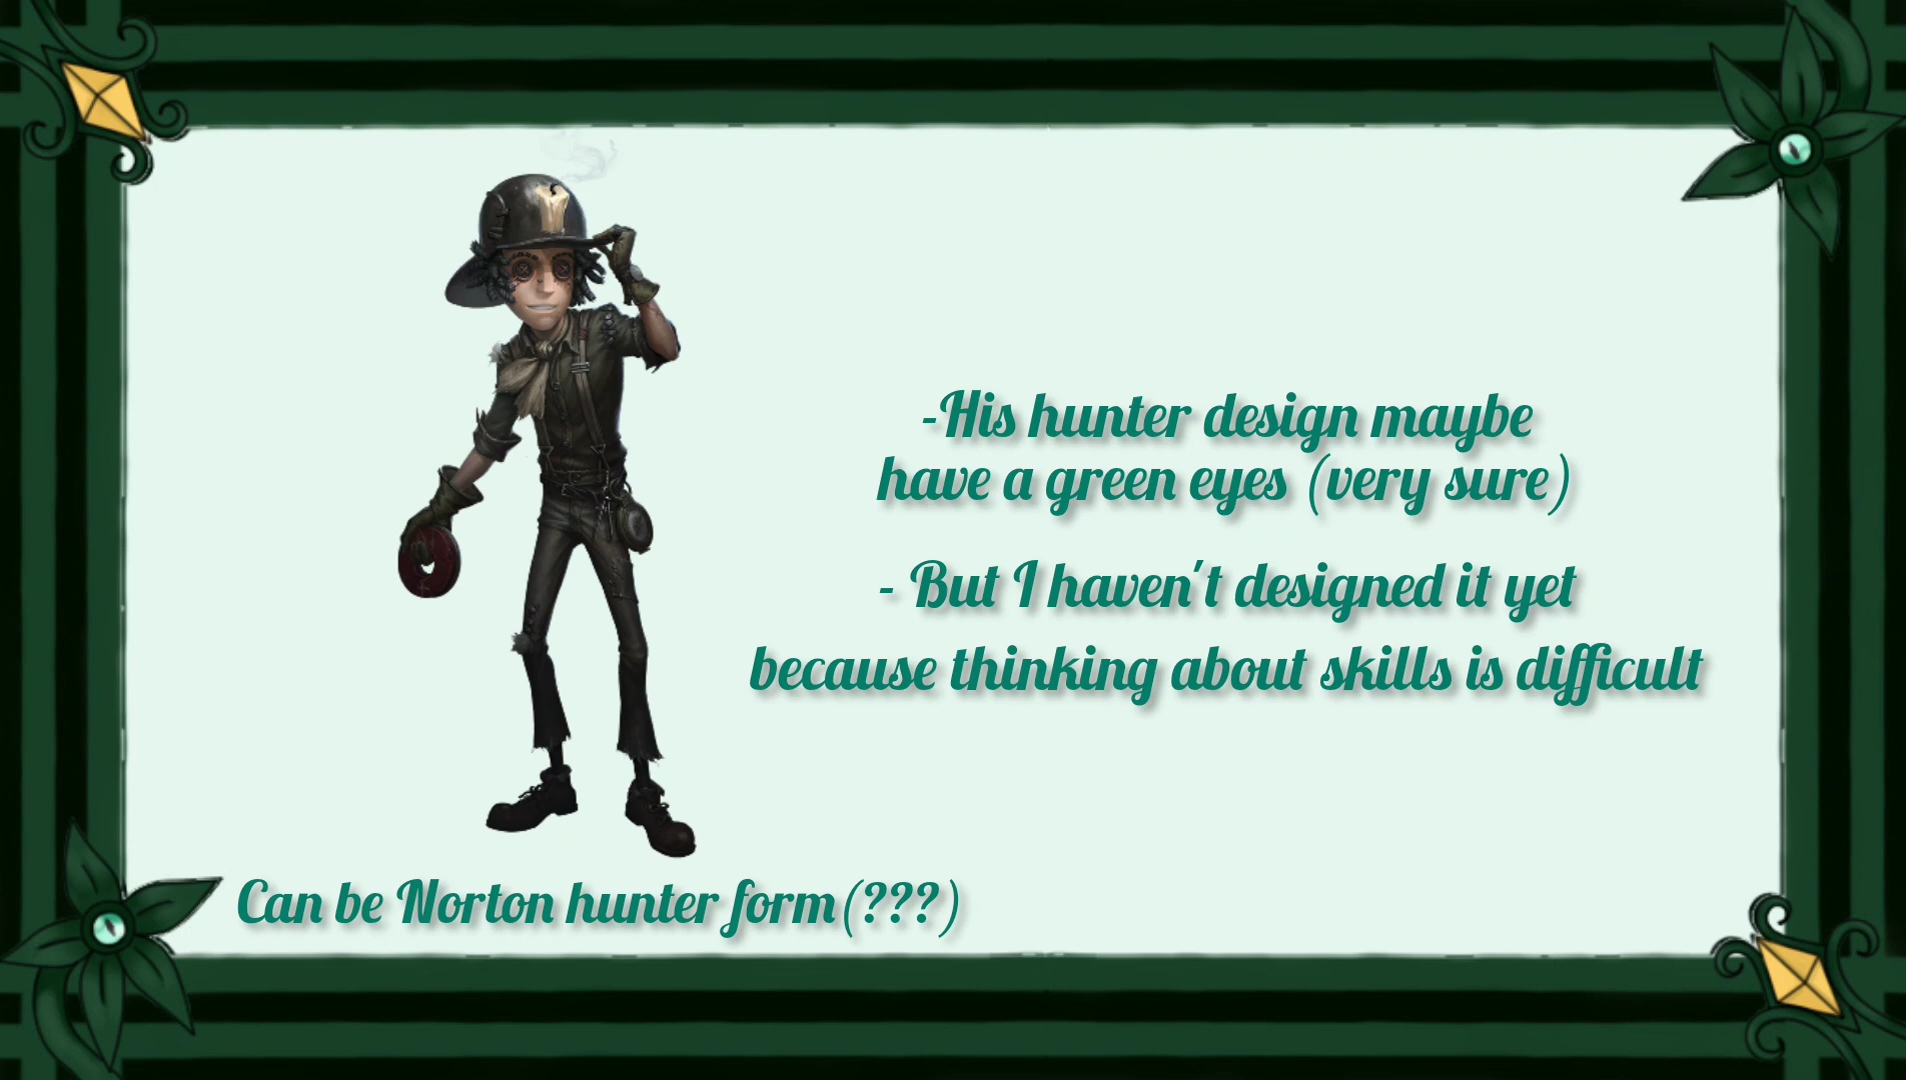 -His hunter design maybe
have a green eyes (very sure)
- But I haven't designed it yet
because thinking about skills is difficult
Can be Norton hunter form(???)